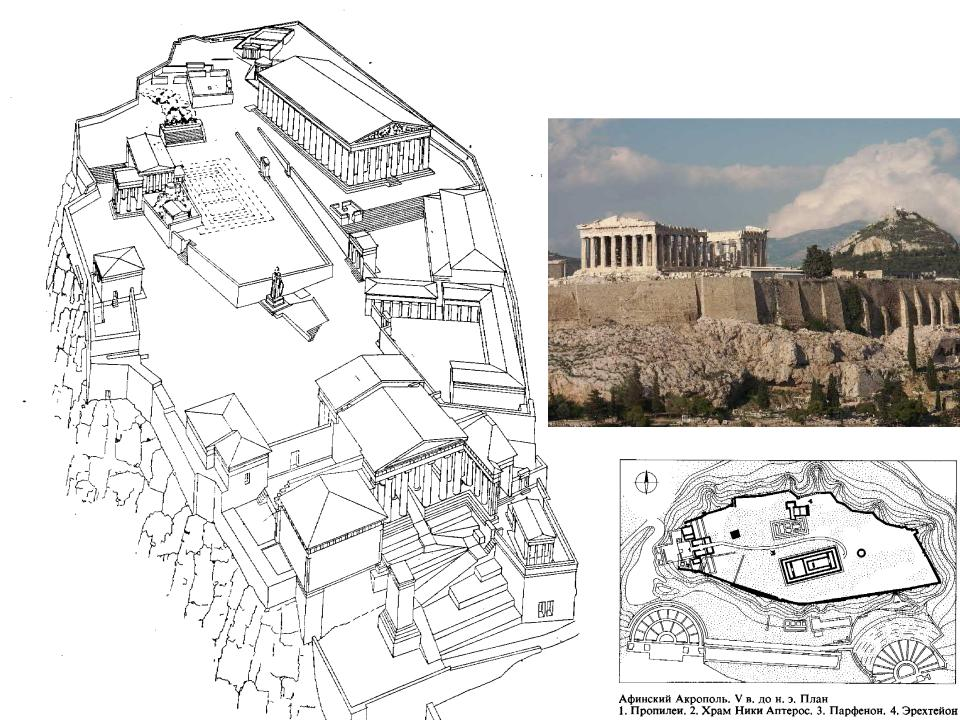 Афинский Акрополь. V в. до н. э. План
1. Пропилеи. 2. Храм Ники Аптерос. 3. Парфенон. 4. Эрехтейон